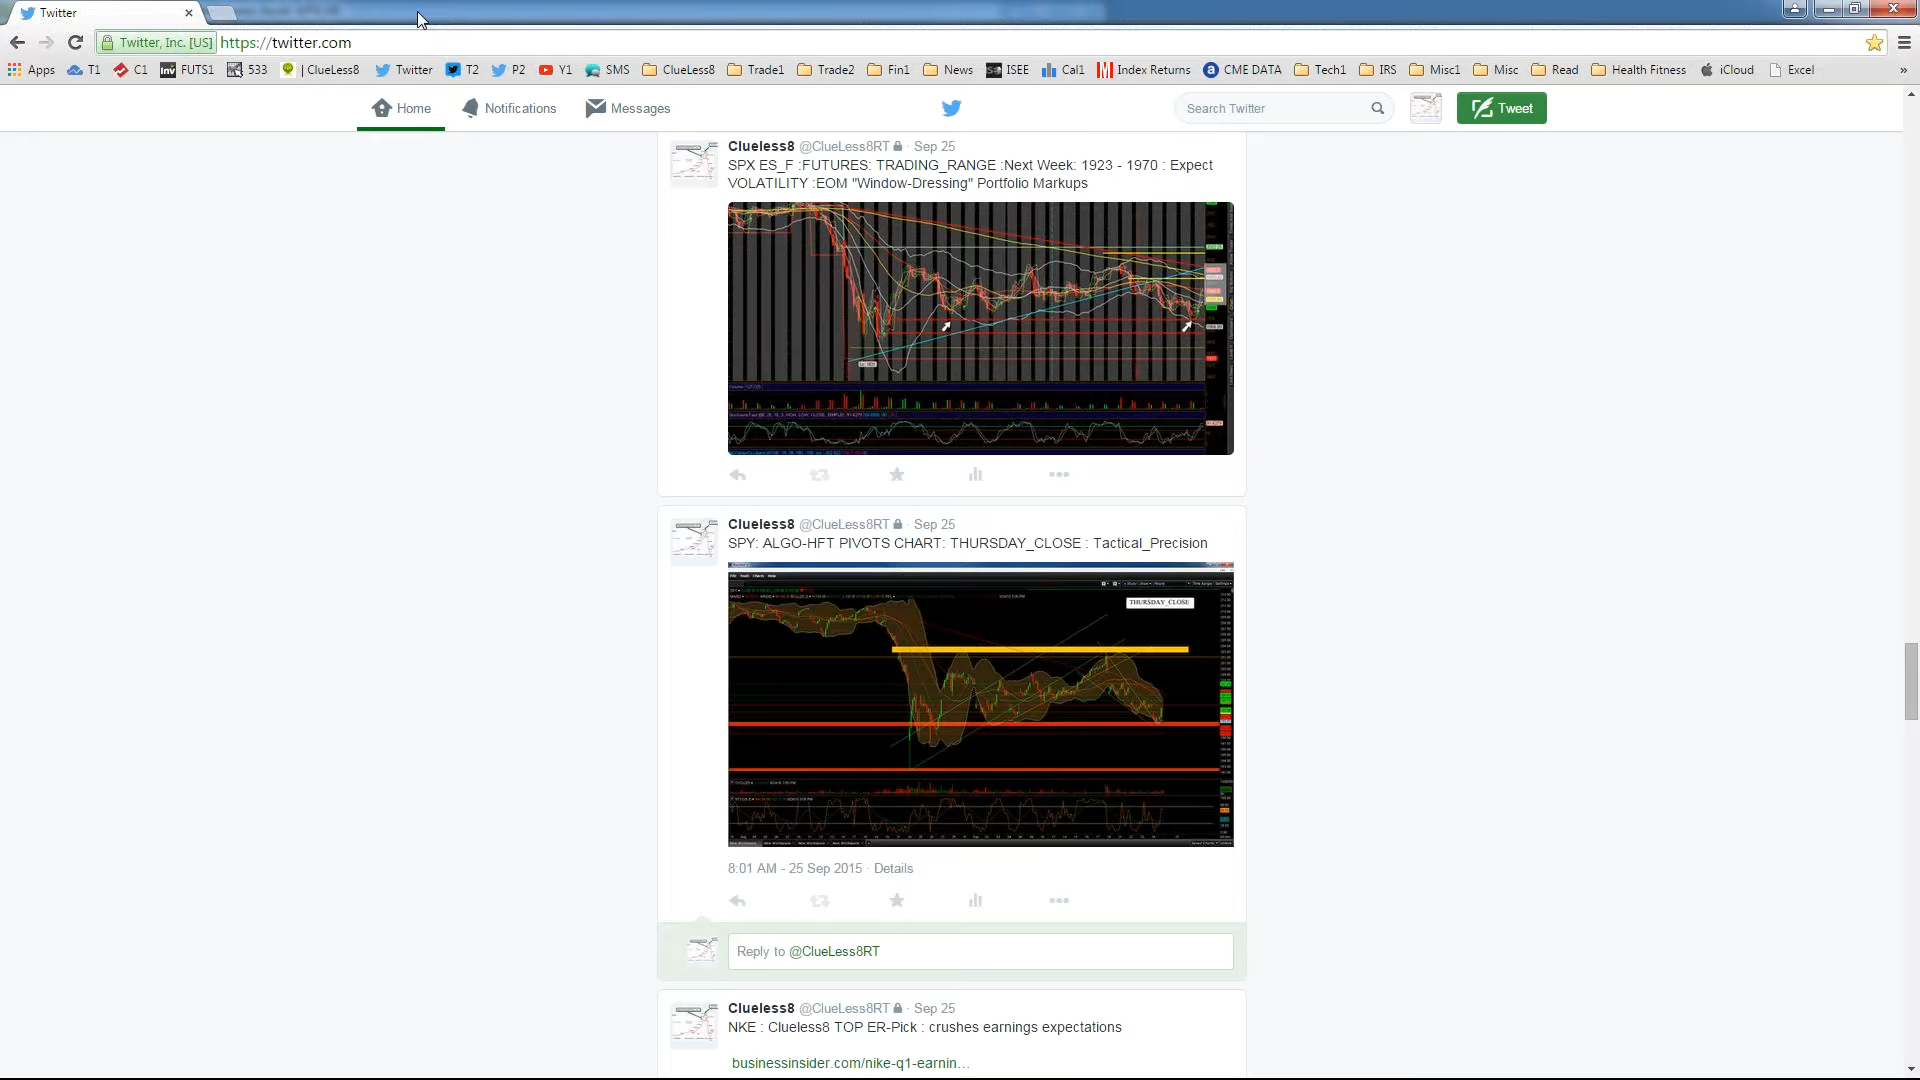 Twitter
Twitter, Inc. [US] https://twitter.com
Apps T1 C1 FUTS1 533 | ClueLess8 Twitter T2 P2 Y1 SMS ClueLess8 Trade1 Trade2 Fin1 News ISEE Cal1 Index Returns CME DATA Tech1 IRS Misc1 Misc Read Health Fitness iCloud Excel »
Home Notifications Messages Search Twitter Tweet
Clueless8 @ClueLess8RT · Sep 25
SPX ES_F :FUTURES: TRADING_RANGE :Next Week: 1923 - 1970 : Expect
VOLATILITY :EOM "Window-Dressing" Portfolio Markups
Clueless8 @ClueLess8RT · Sep 25
SPY: ALGO-HFT PIVOTS CHART: THURSDAY_CLOSE : Tactical_Precision
THURSDAY_CLOSE
8:01 AM - 25 Sep 2015 · Details
Reply to @ClueLess8RT
Clueless8 @ClueLess8RT · Sep 25
NKE : Clueless8 TOP ER-Pick : crushes earnings expectations
businessinsider.com/nike-q1-earnin…